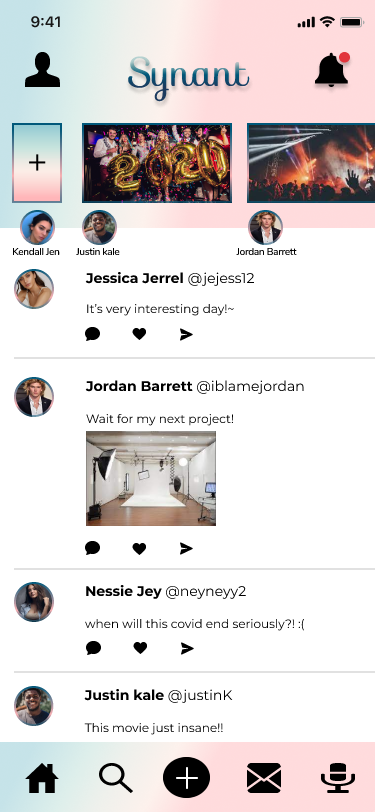 9:41
Synant
2020
Kendall Jen
Justin kale
Jordan Barrett
Jessica Jerrel @jejess12
It's very interesting day!~
Jordan Barrett @iblamejordan
Wait for my next project!
Nessie Jey @neyneyy2
when will this covid end seriously?! :(
Justin kale @justinK
This movie just insane!!